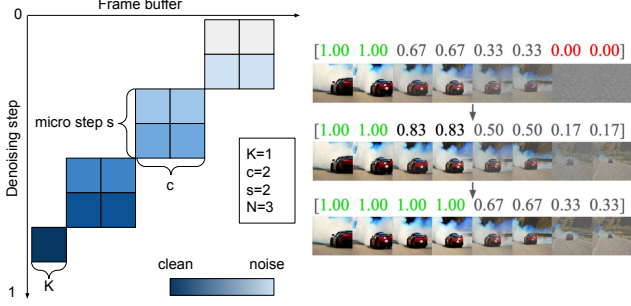 Frame buffer
0
Denoising step
micro step s
c
K=1
c=2
s=2
N=3
K
clean noise
1
[1.00 1.00 0.67 0.67 0.33 0.33 0.00 0.00]
[1.00 1.00 0.83 0.83 0.50 0.50 0.17 0.17]
[1.00 1.00 1.00 1.00 0.67 0.67 0.33 0.33]